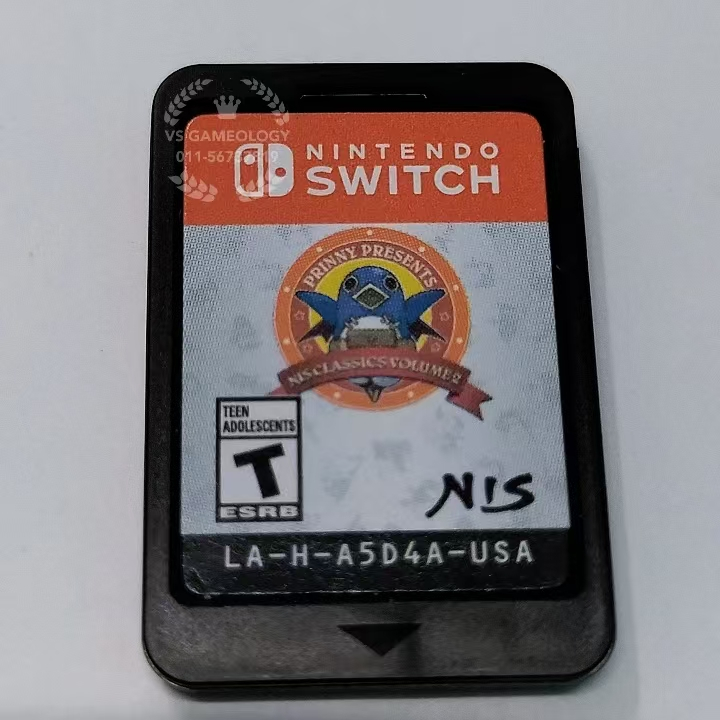 VS GAMEOLOGY
NINTENDO
SWITCH
PRINNY PRESENTS
NIS CLASSICS VOLUME 2
TEEN
ADOLESCENTS
T
ESRB
NIS
LA-H-A5D4A-USA